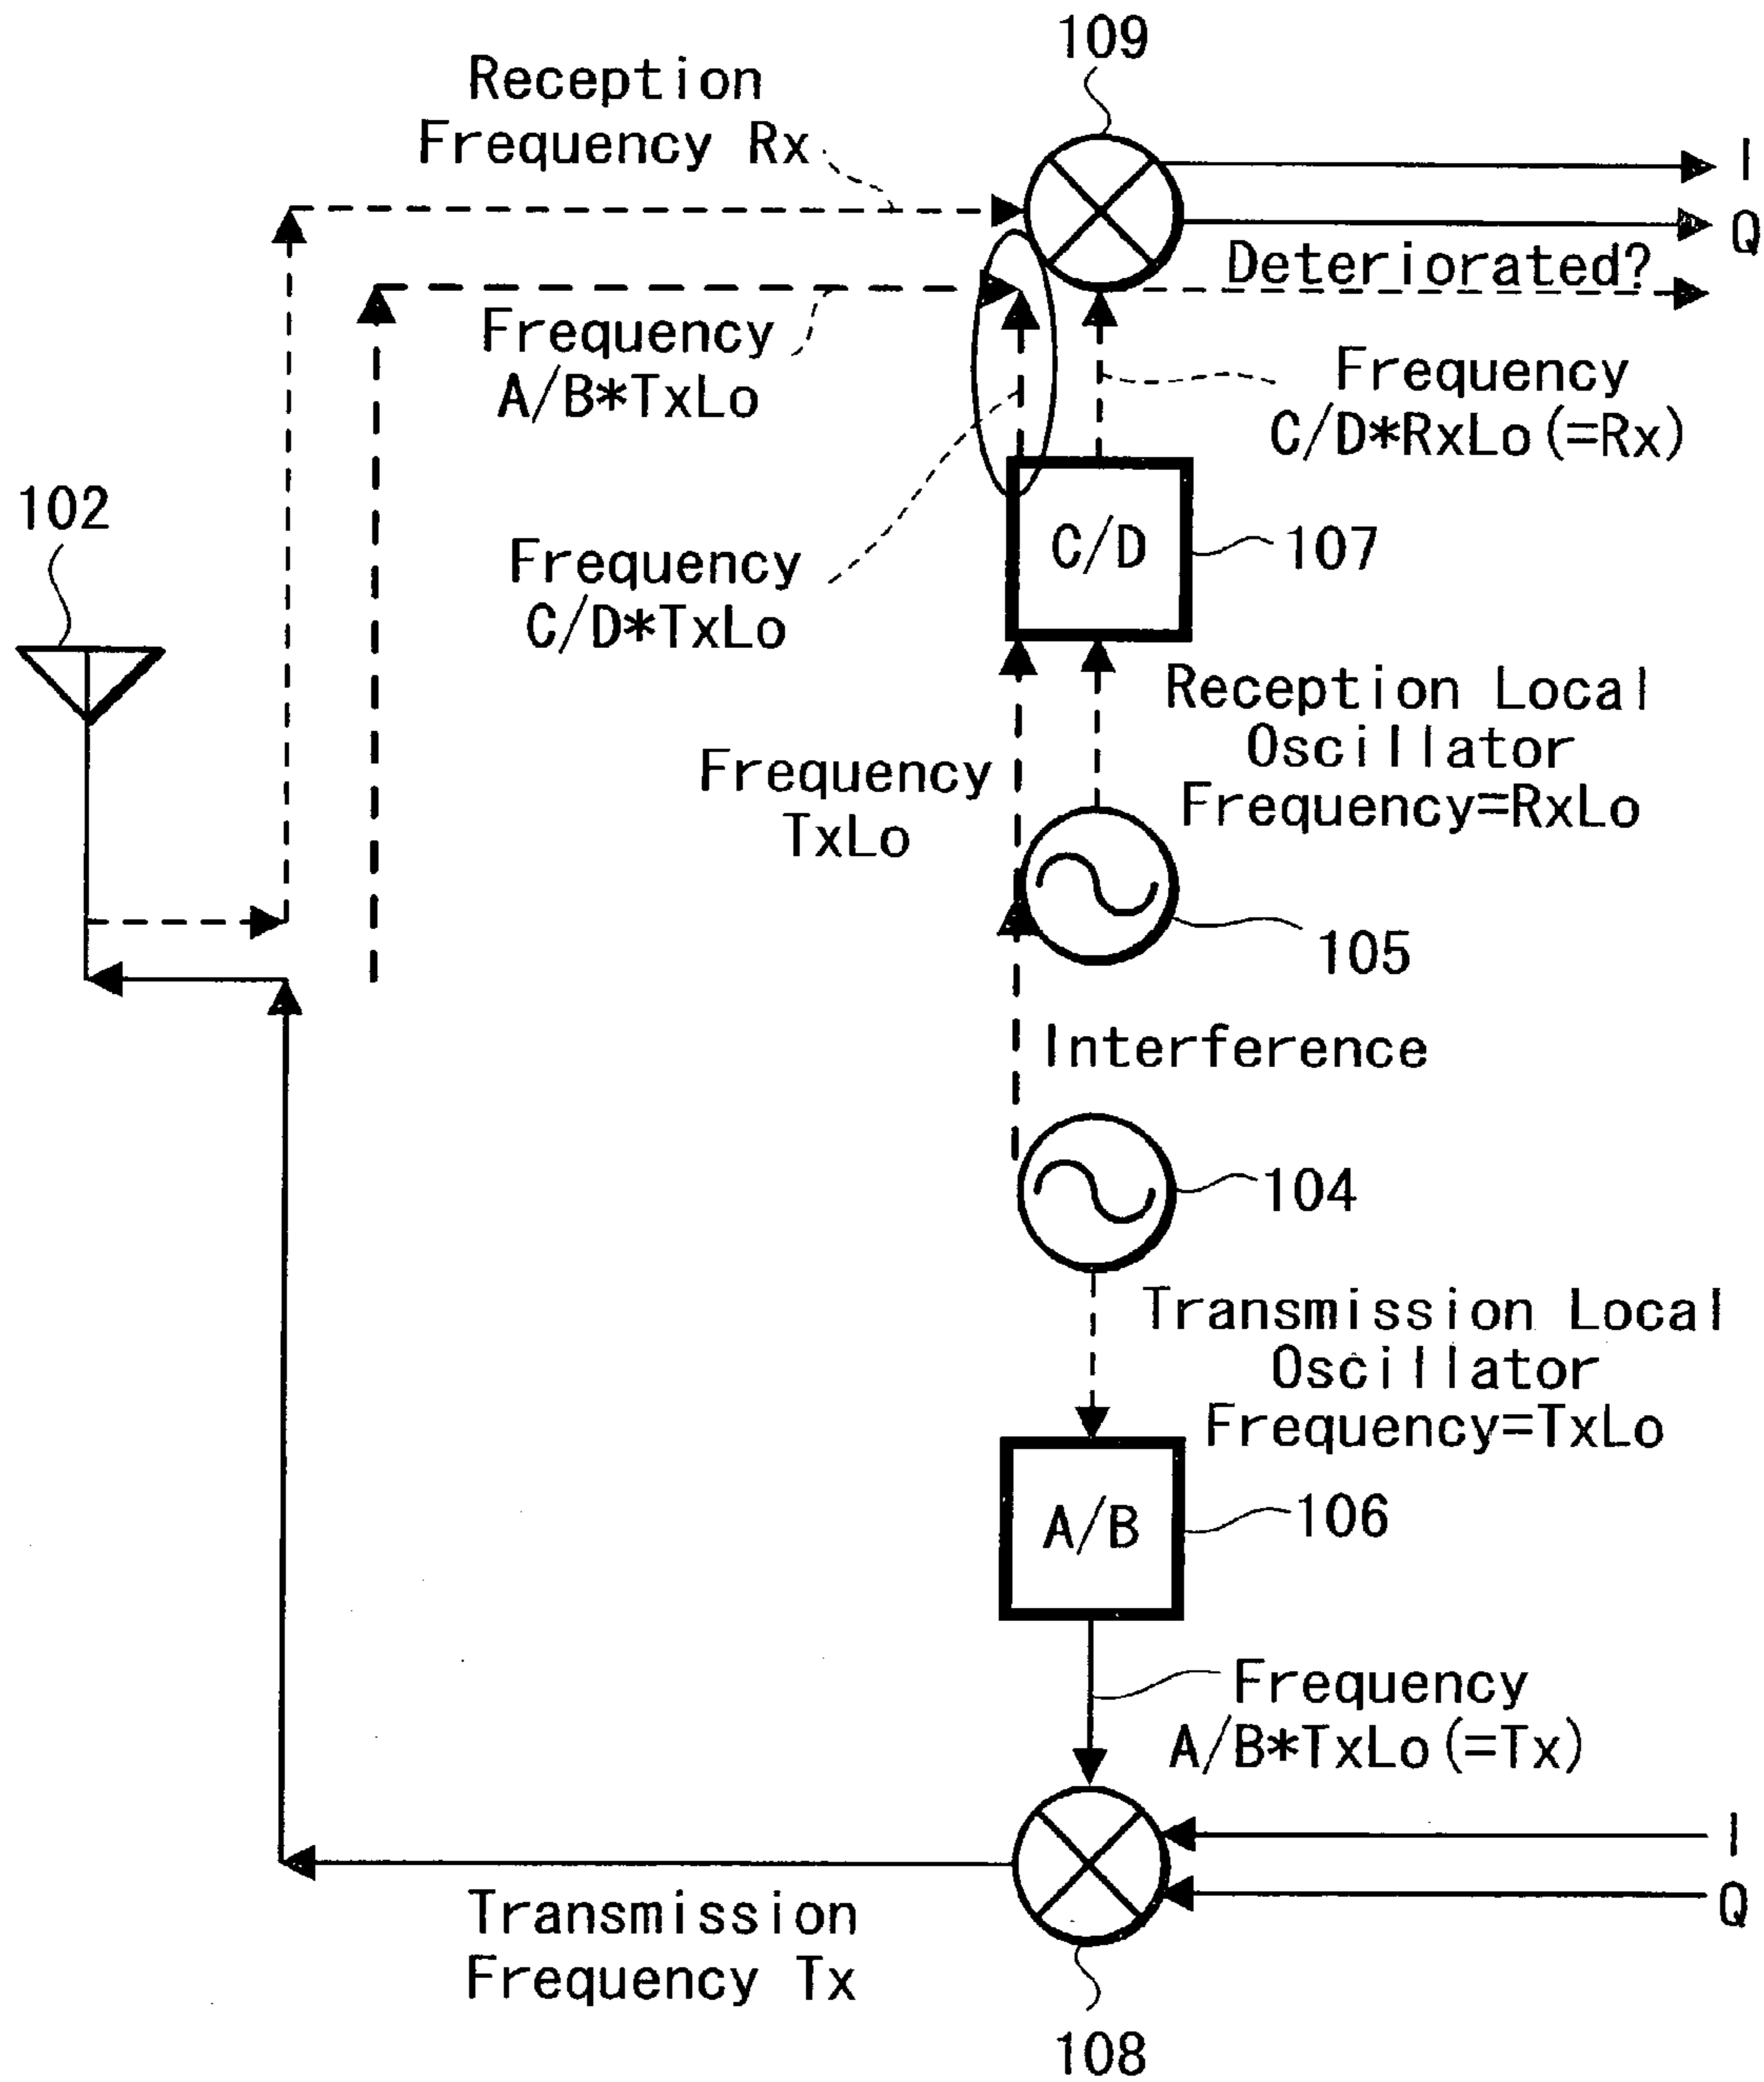 109
Reception
Frequency Rx
I
Q
Deteriorated?
Frequency
A/B*TxLo
Frequency
C/D*RxLo(=Rx)
102
C/D
107
Frequency
C/D*TxLo
Reception Local
Oscillator
Frequency=RxLo
Frequency
TxLo
105
Interference
104
Transmission Local
Oscillator
Frequency=TxLo
A/B
106
Frequency
A/B*TxLo(=Tx)
I
Q
Transmission
Frequency Tx
108